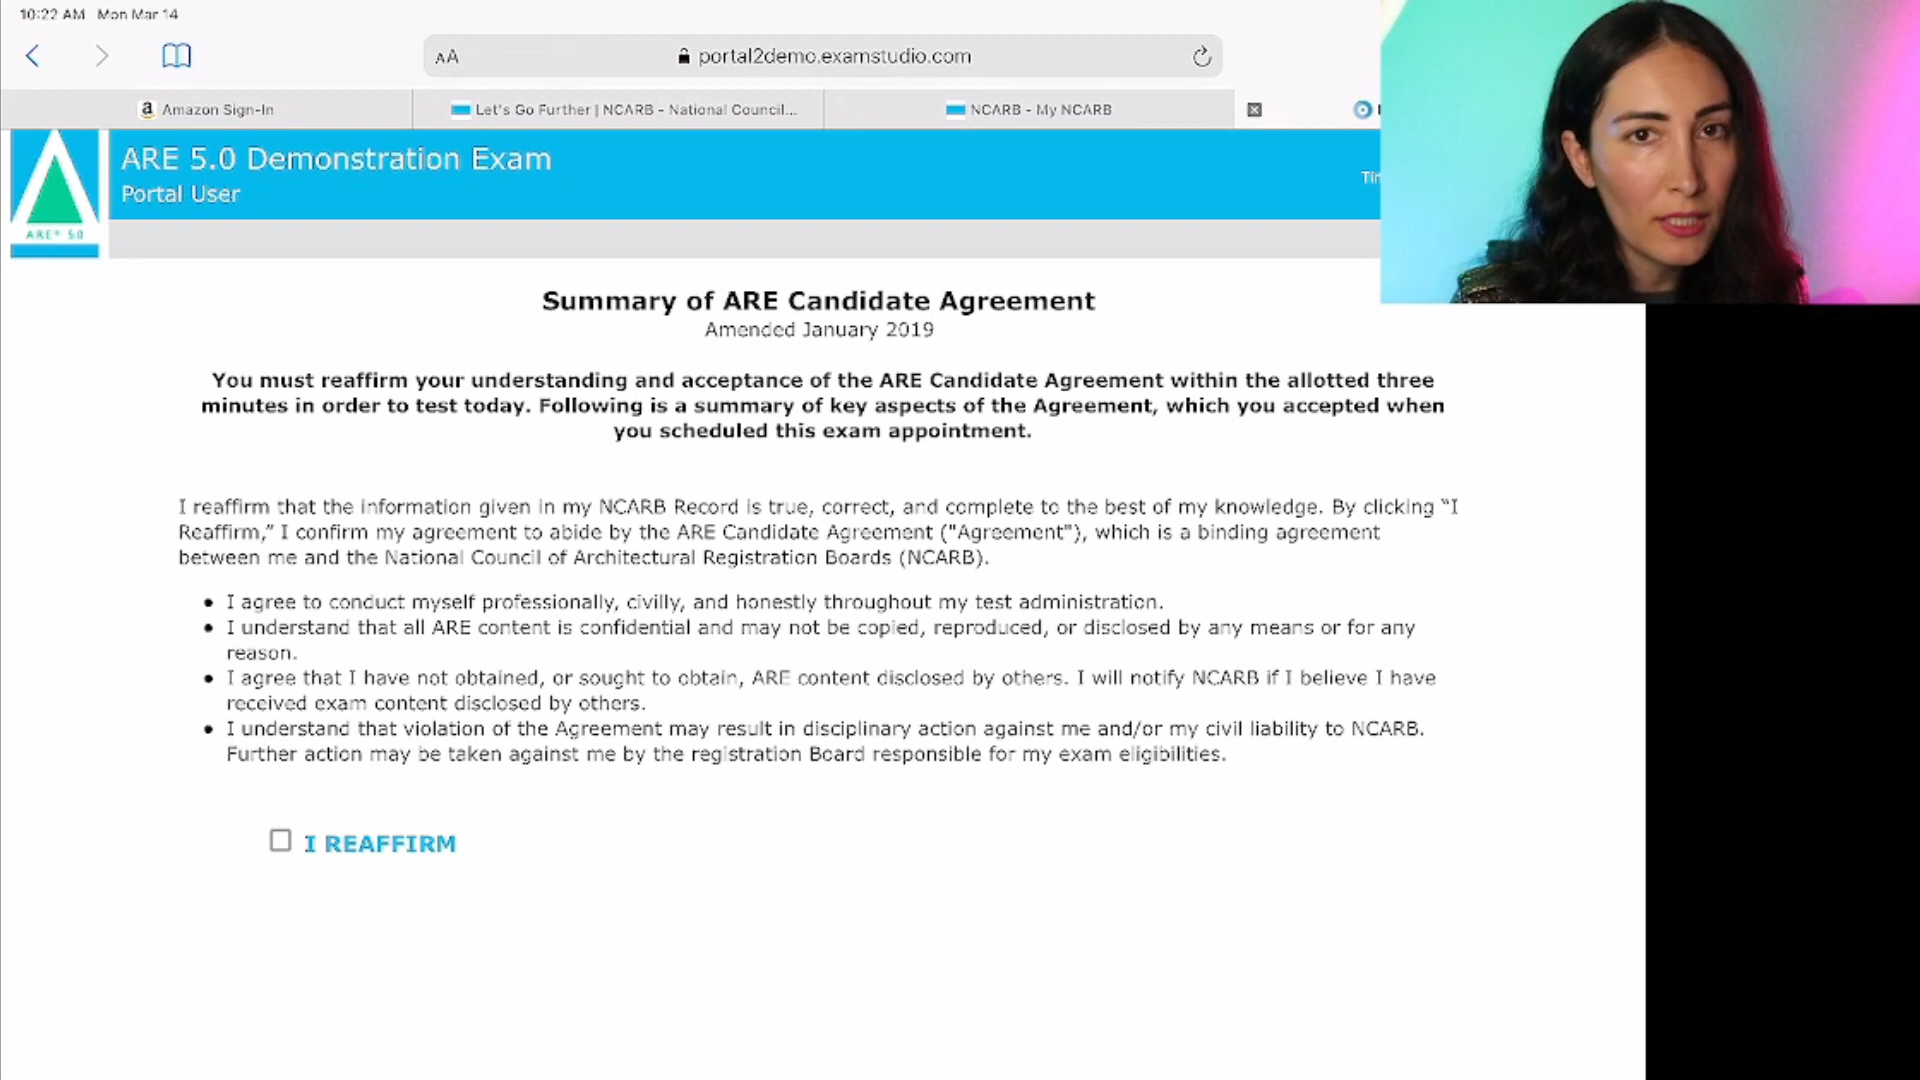 10:22 AM Mon Mar 14
AA
portal2demo.examstudio.com
Amazon Sign-In
Let's Go Further | NCARB - National Council...
NCARB - My NCARB
ARE 5.0 Demonstration Exam
Portal User
ARE® 5.0
Summary of ARE Candidate Agreement
Amended January 2019
You must reaffirm your understanding and acceptance of the ARE Candidate Agreement within the allotted three
minutes in order to test today. Following is a summary of key aspects of the Agreement, which you accepted when
you scheduled this exam appointment.
I reaffirm that the information given in my NCARB Record is true, correct, and complete to the best of my knowledge. By clicking “I
Reaffirm,” I confirm my agreement to abide by the ARE Candidate Agreement ("Agreement"), which is a binding agreement
between me and the National Council of Architectural Registration Boards (NCARB).
• I agree to conduct myself professionally, civilly, and honestly throughout my test administration.
• I understand that all ARE content is confidential and may not be copied, reproduced, or disclosed by any means or for any
reason.
• I agree that I have not obtained, or sought to obtain, ARE content disclosed by others. I will notify NCARB if I believe I have
received exam content disclosed by others.
• I understand that violation of the Agreement may result in disciplinary action against me and/or my civil liability to NCARB.
Further action may be taken against me by the registration Board responsible for my exam eligibilities.
I REAFFIRM